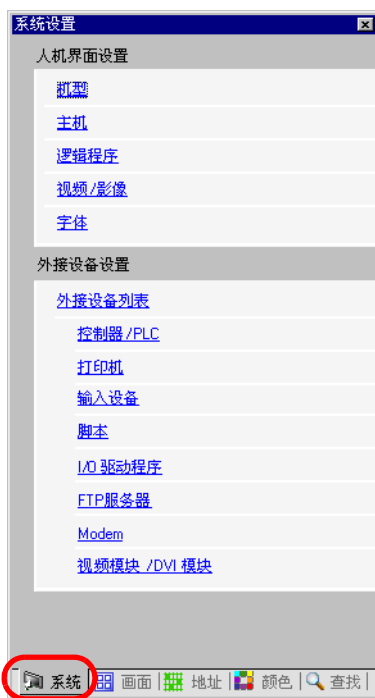 系统设置
人机界面设置
机型
主机
逻辑程序
视频/影像
字体
外接设备设置
外接设备列表
控制器/PLC
打印机
输入设备
脚本
I/O 驱动程序
FTP服务器
Modem
视频模块 /DVI 模块
系统 画面 地址 颜色 查找